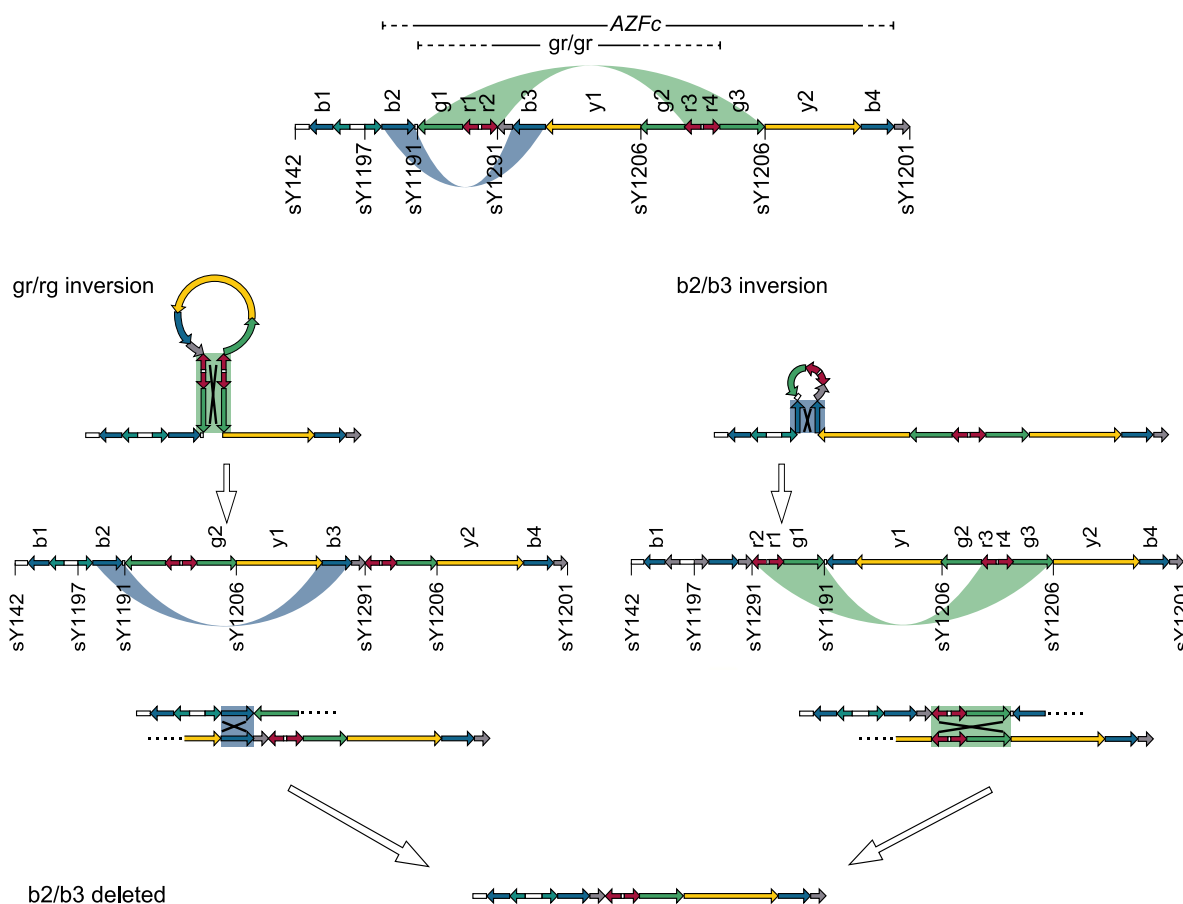 AZFc
gr/gr
b1 b2 g1 r1 r2 b3 y1 g2 r3 r4 g3 y2 b4
sY142 sY1197 sY1191 sY1291 sY1206 sY1206 sY1201
gr/rg inversion
b2/b3 inversion
b1 b2 g2 y1 b3 y2 b4
sY142 sY1197 sY1191 sY1206 sY1291 sY1206 sY1201
b1 r2 r1 g1 y1 g2 r3 r4 g3 y2 b4
sY142 sY1197 sY1291 sY1191 sY1206 sY1206 sY1201
b2/b3 deleted